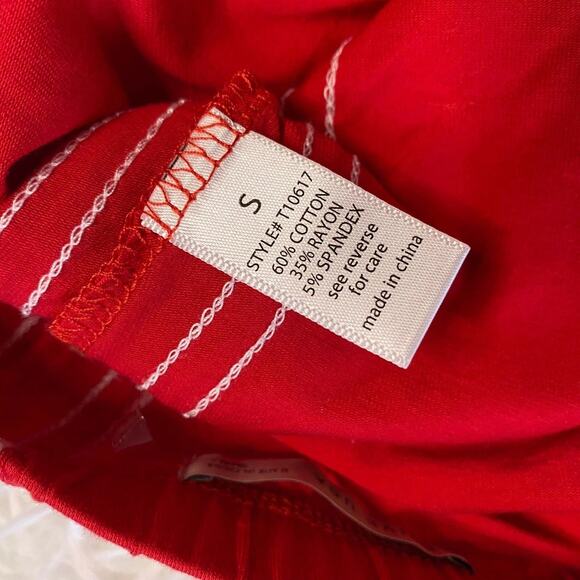 S
STYLE# T10617
60% COTTON
35% RAYON
5% SPANDEX
see reverse
for care
made in china